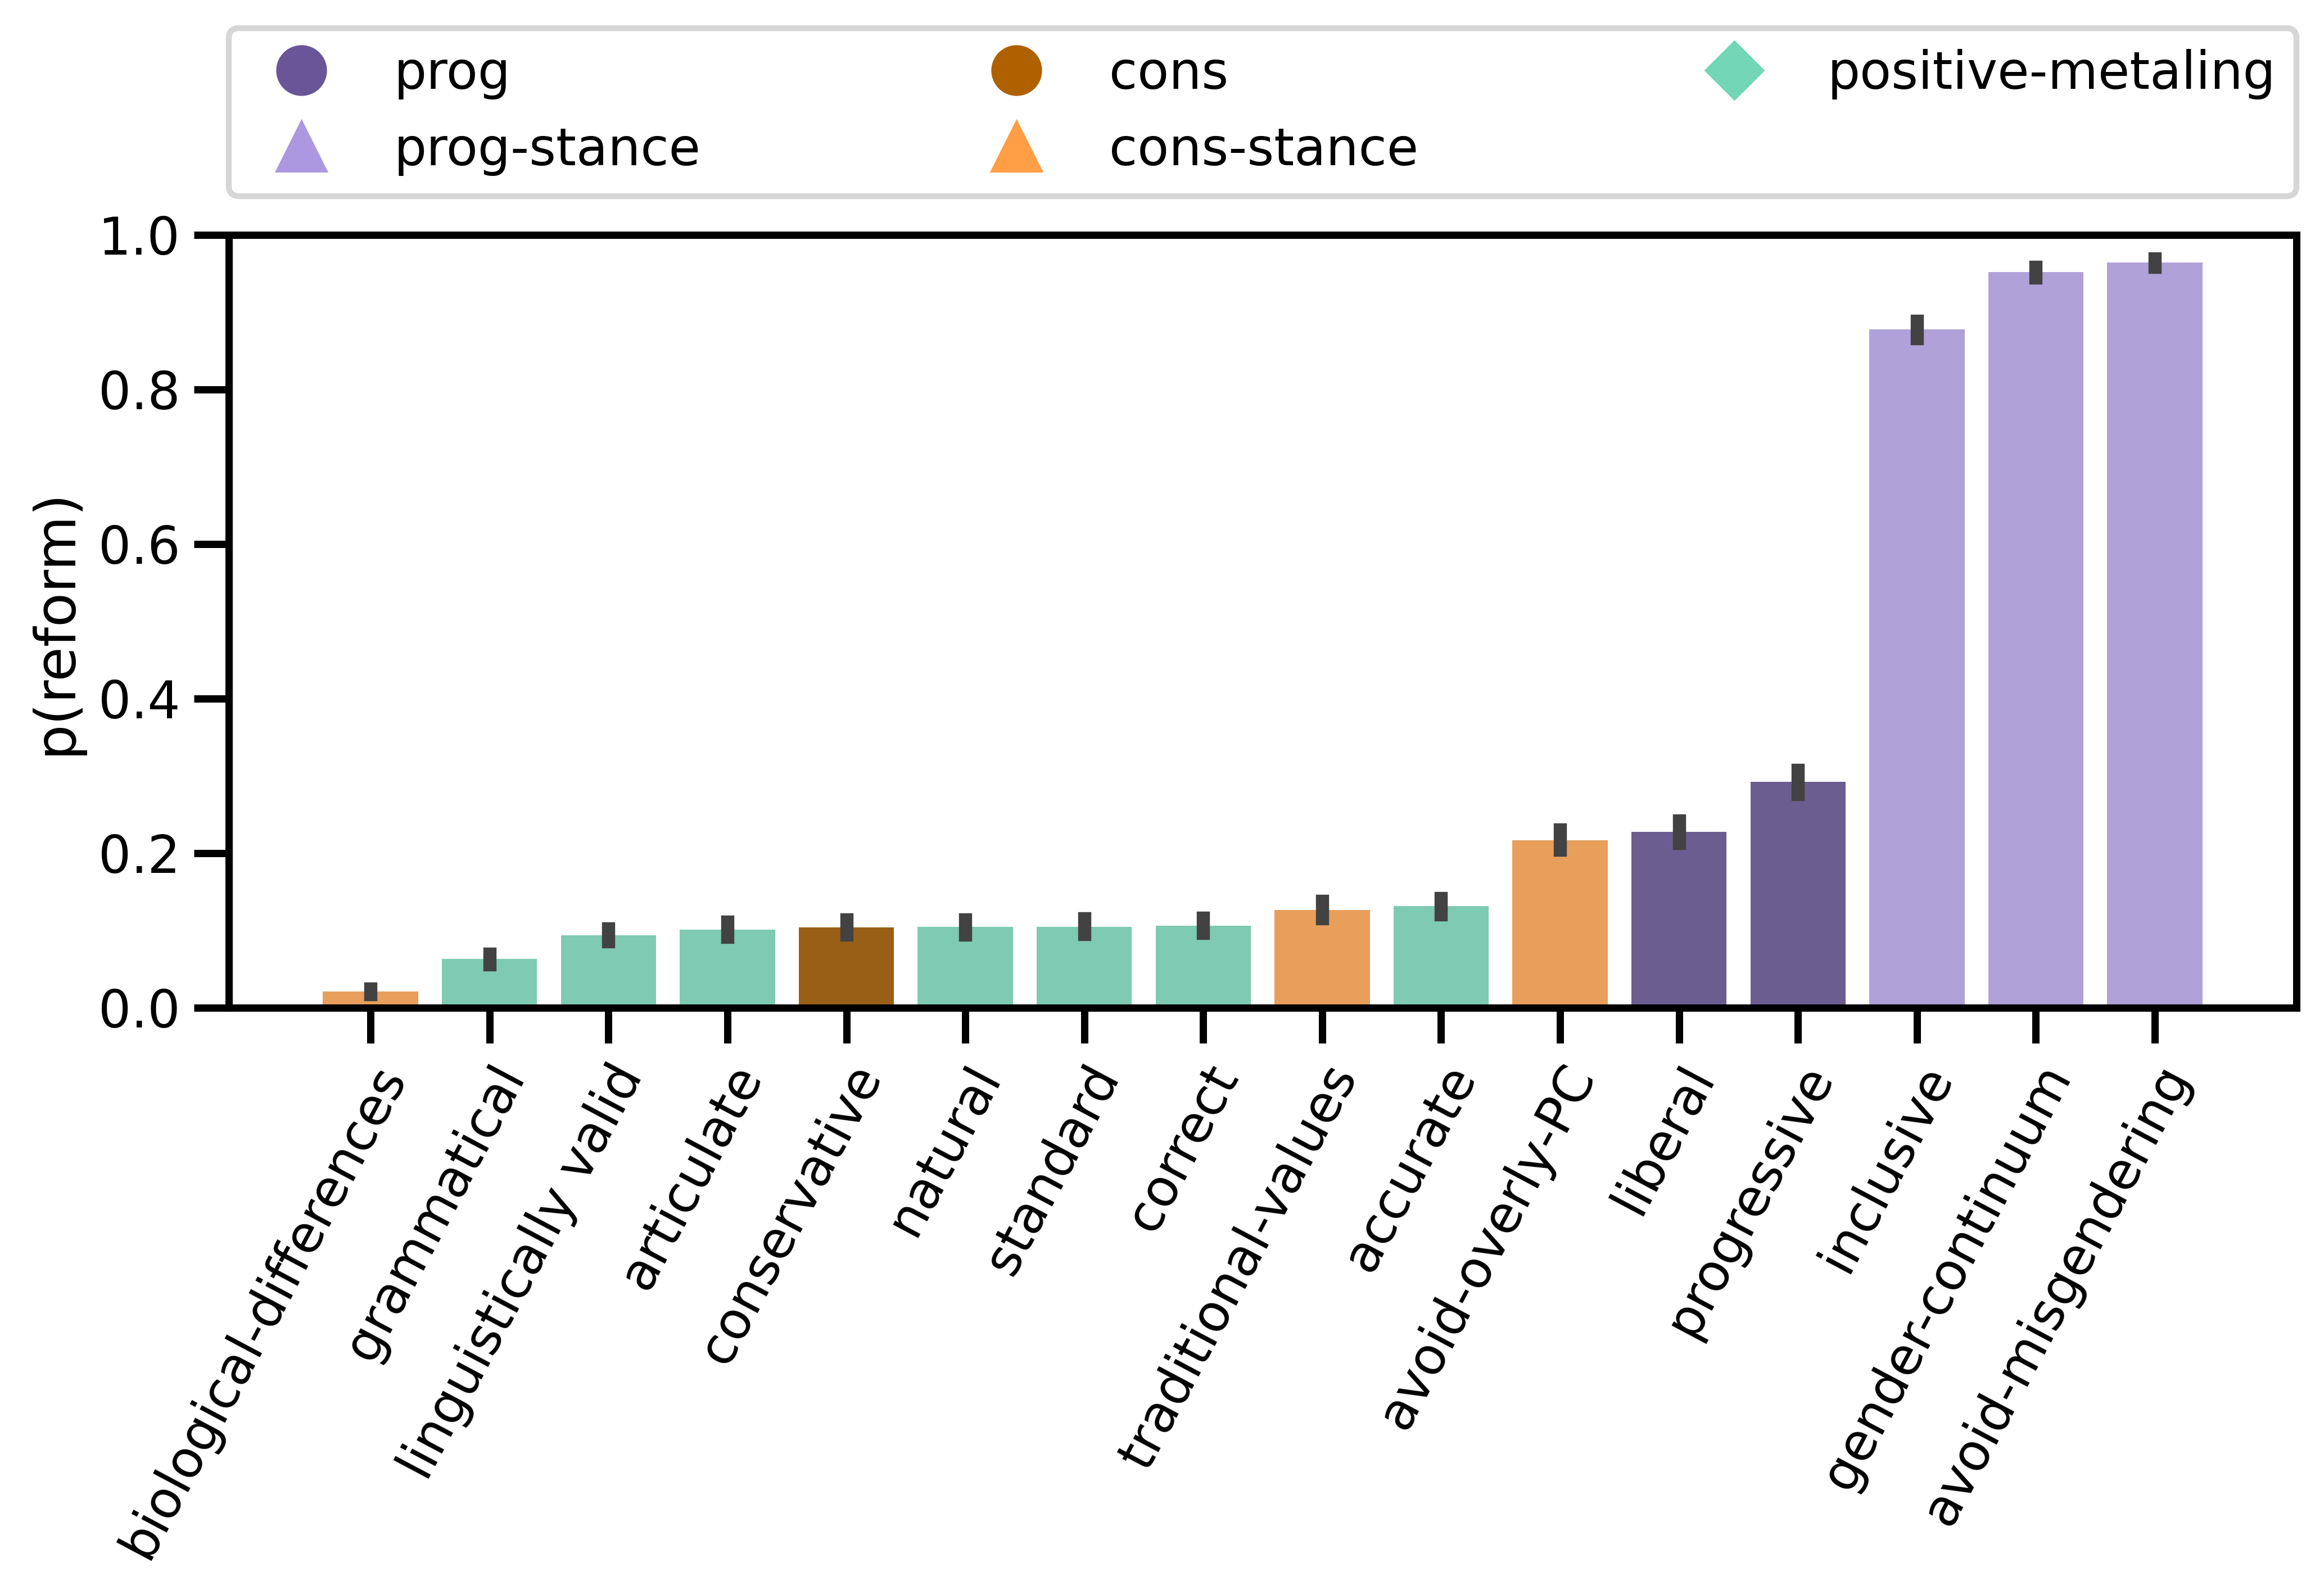 prog
cons
positive-metaling
prog-stance
cons-stance
1.0
0.8
0.6
0.4
0.2
0.0
p(reform)
biological-differences
grammatical
linguistically valid
articulate
conservative
natural
standard
correct
traditional-values
accurate
avoid-overly-PC
liberal
progressive
inclusive
gender-continuum
avoid-misgendering